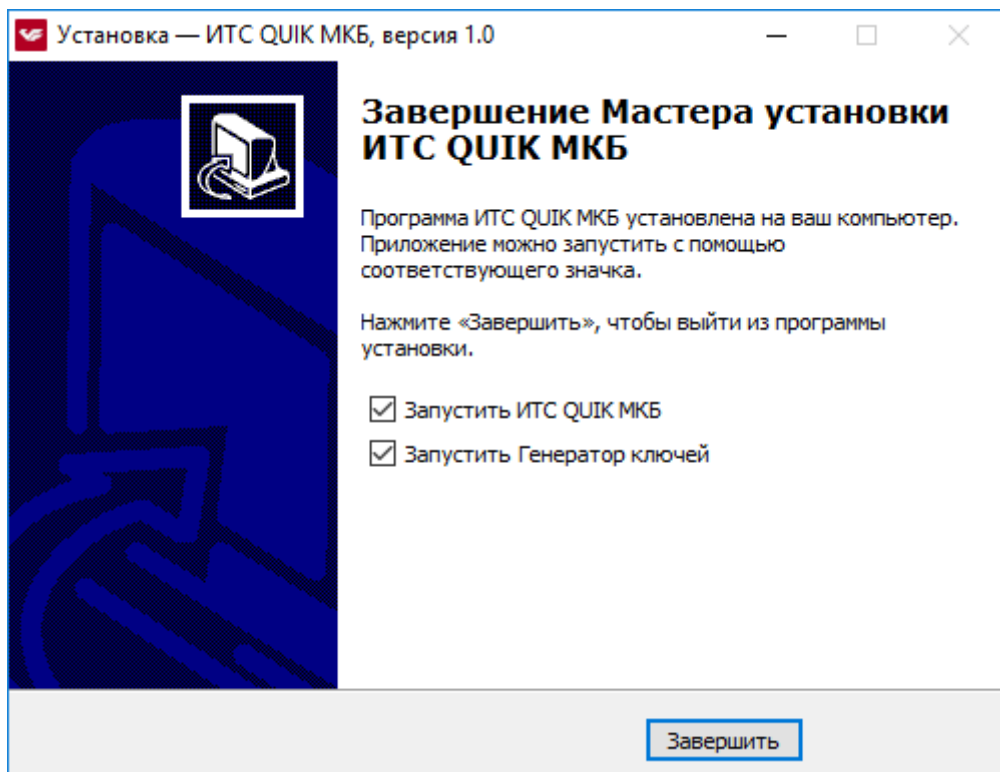 Установка — ИТС QUIK МКБ, версия 1.0
Завершение Мастера установки
ИТС QUIK МКБ
Программа ИТС QUIK МКБ установлена на ваш компьютер.
Приложение можно запустить с помощью
соответствующего значка.
Нажмите «Завершить», чтобы выйти из программы
установки.
Запустить ИТС QUIK МКБ
Запустить Генератор ключей
Завершить